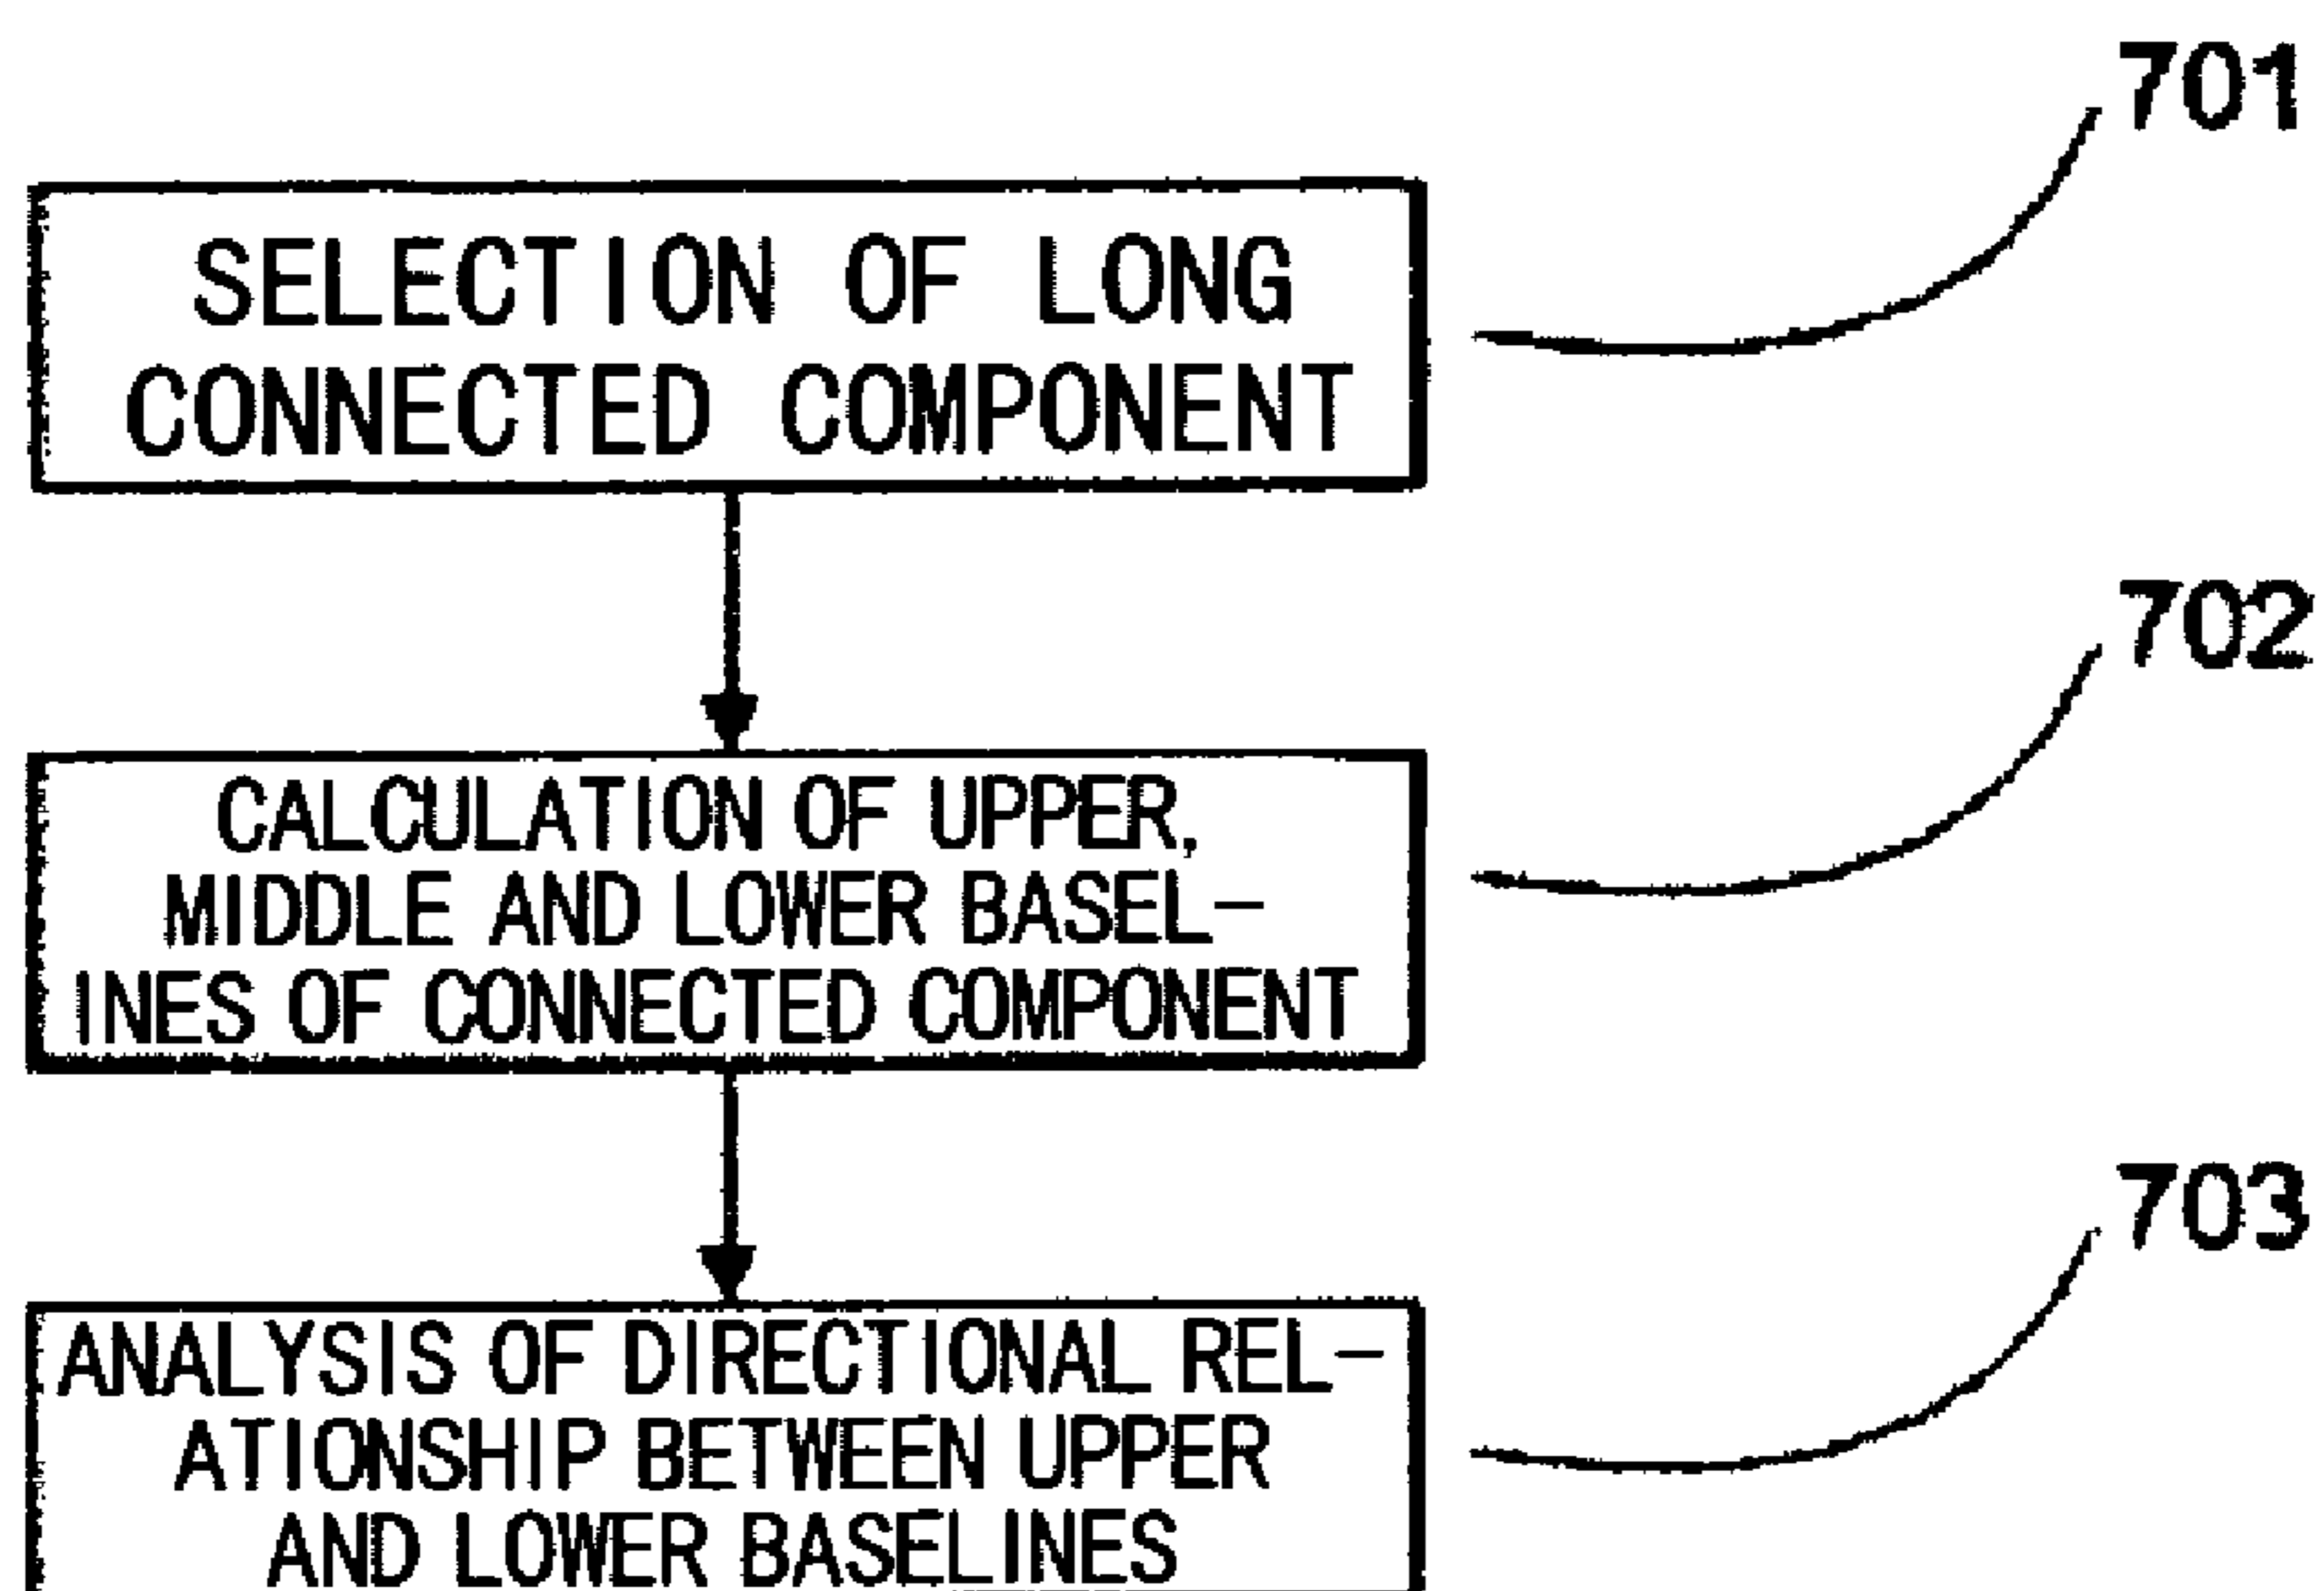 701
SELECTION OF LONG
CONNECTED COMPONENT
702
CALCULATION OF UPPER,
MIDDLE AND LOWER BASEL-
INES OF CONNECTED COMPONENT
703
ANALYSIS OF DIRECTIONAL REL-
ATIONSHIP BETWEEN UPPER
AND LOWER BASELINES